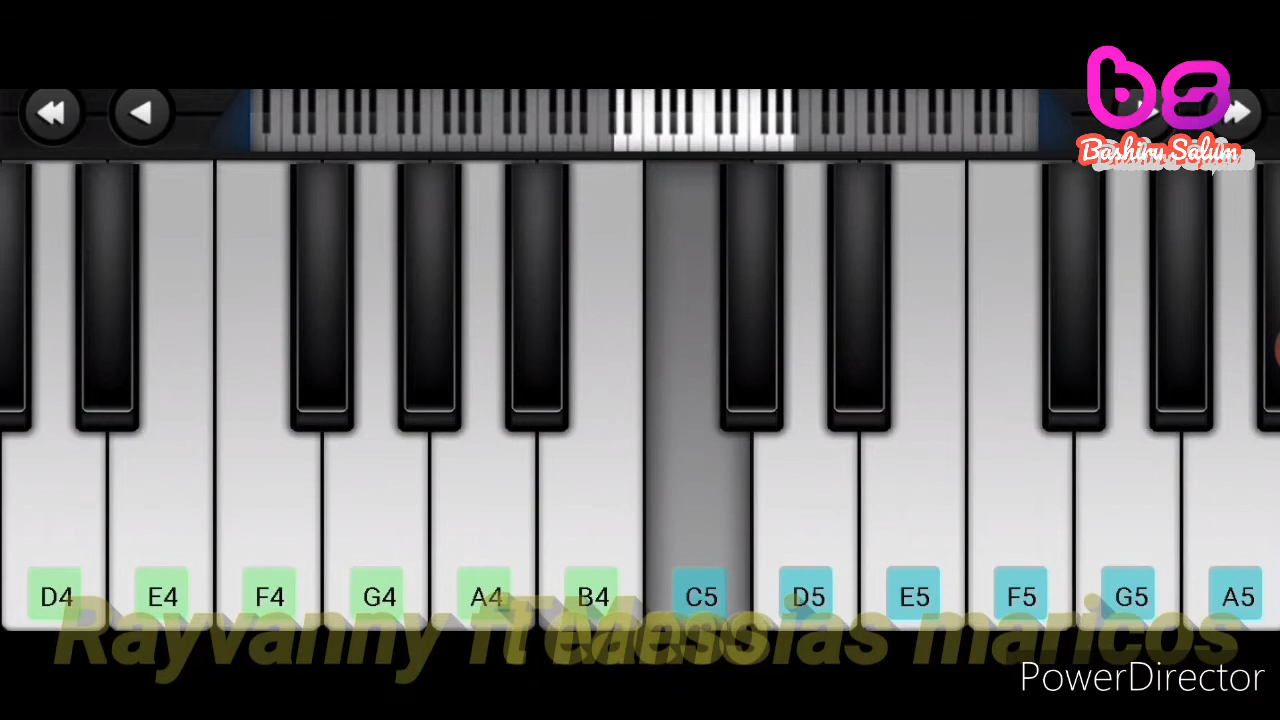 bs
Bashiru Salum
D4 E4 F4 G4 A4 B4 C5 D5 E5 F5 G5 A5
Rayvanny ft Messias maricos
PowerDirector